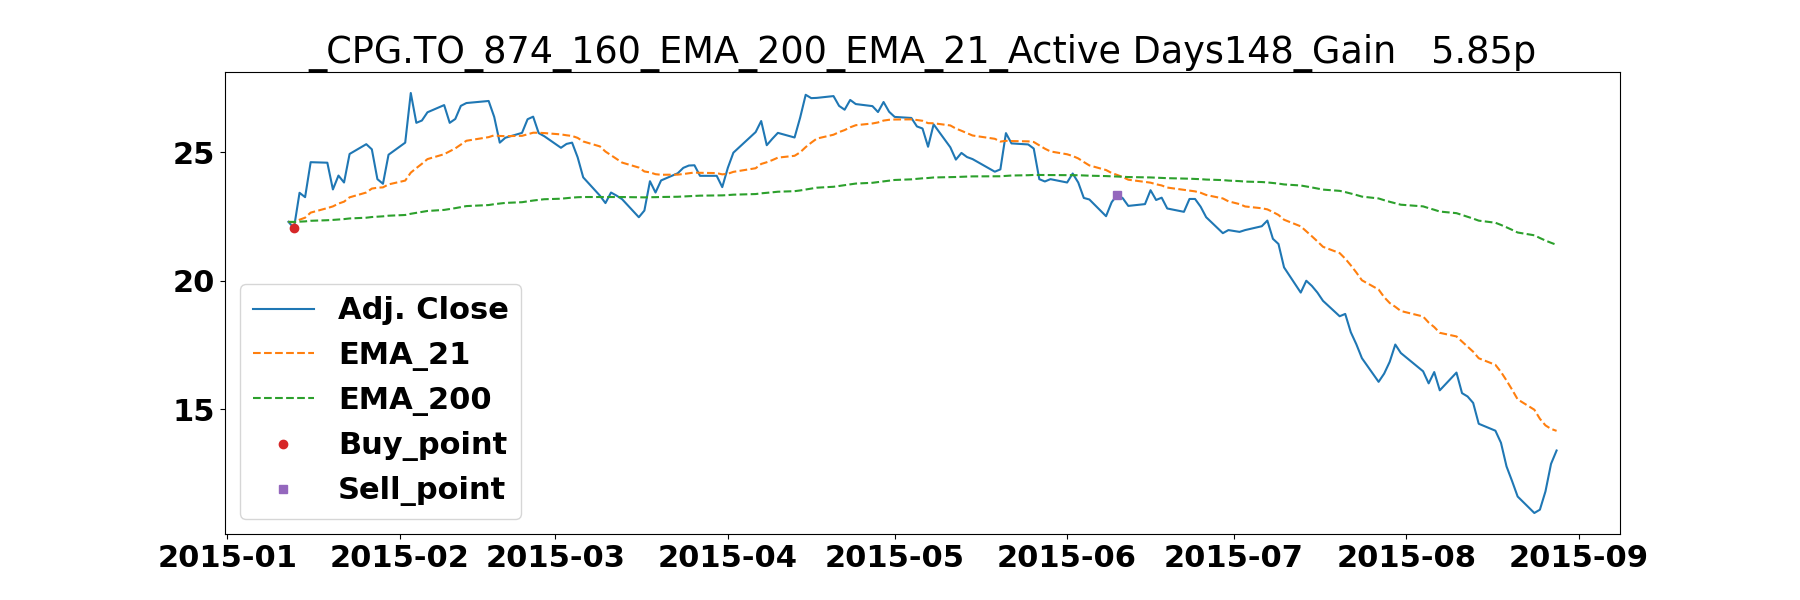 _CPG.TO_874_160_EMA_200_EMA_21_Active Days148_Gain   5.85p
25
20
15
Adj. Close
EMA_21
EMA_200
Buy_point
Sell_point
2015-01 2015-02 2015-03 2015-04 2015-05 2015-06 2015-07 2015-08 2015-09